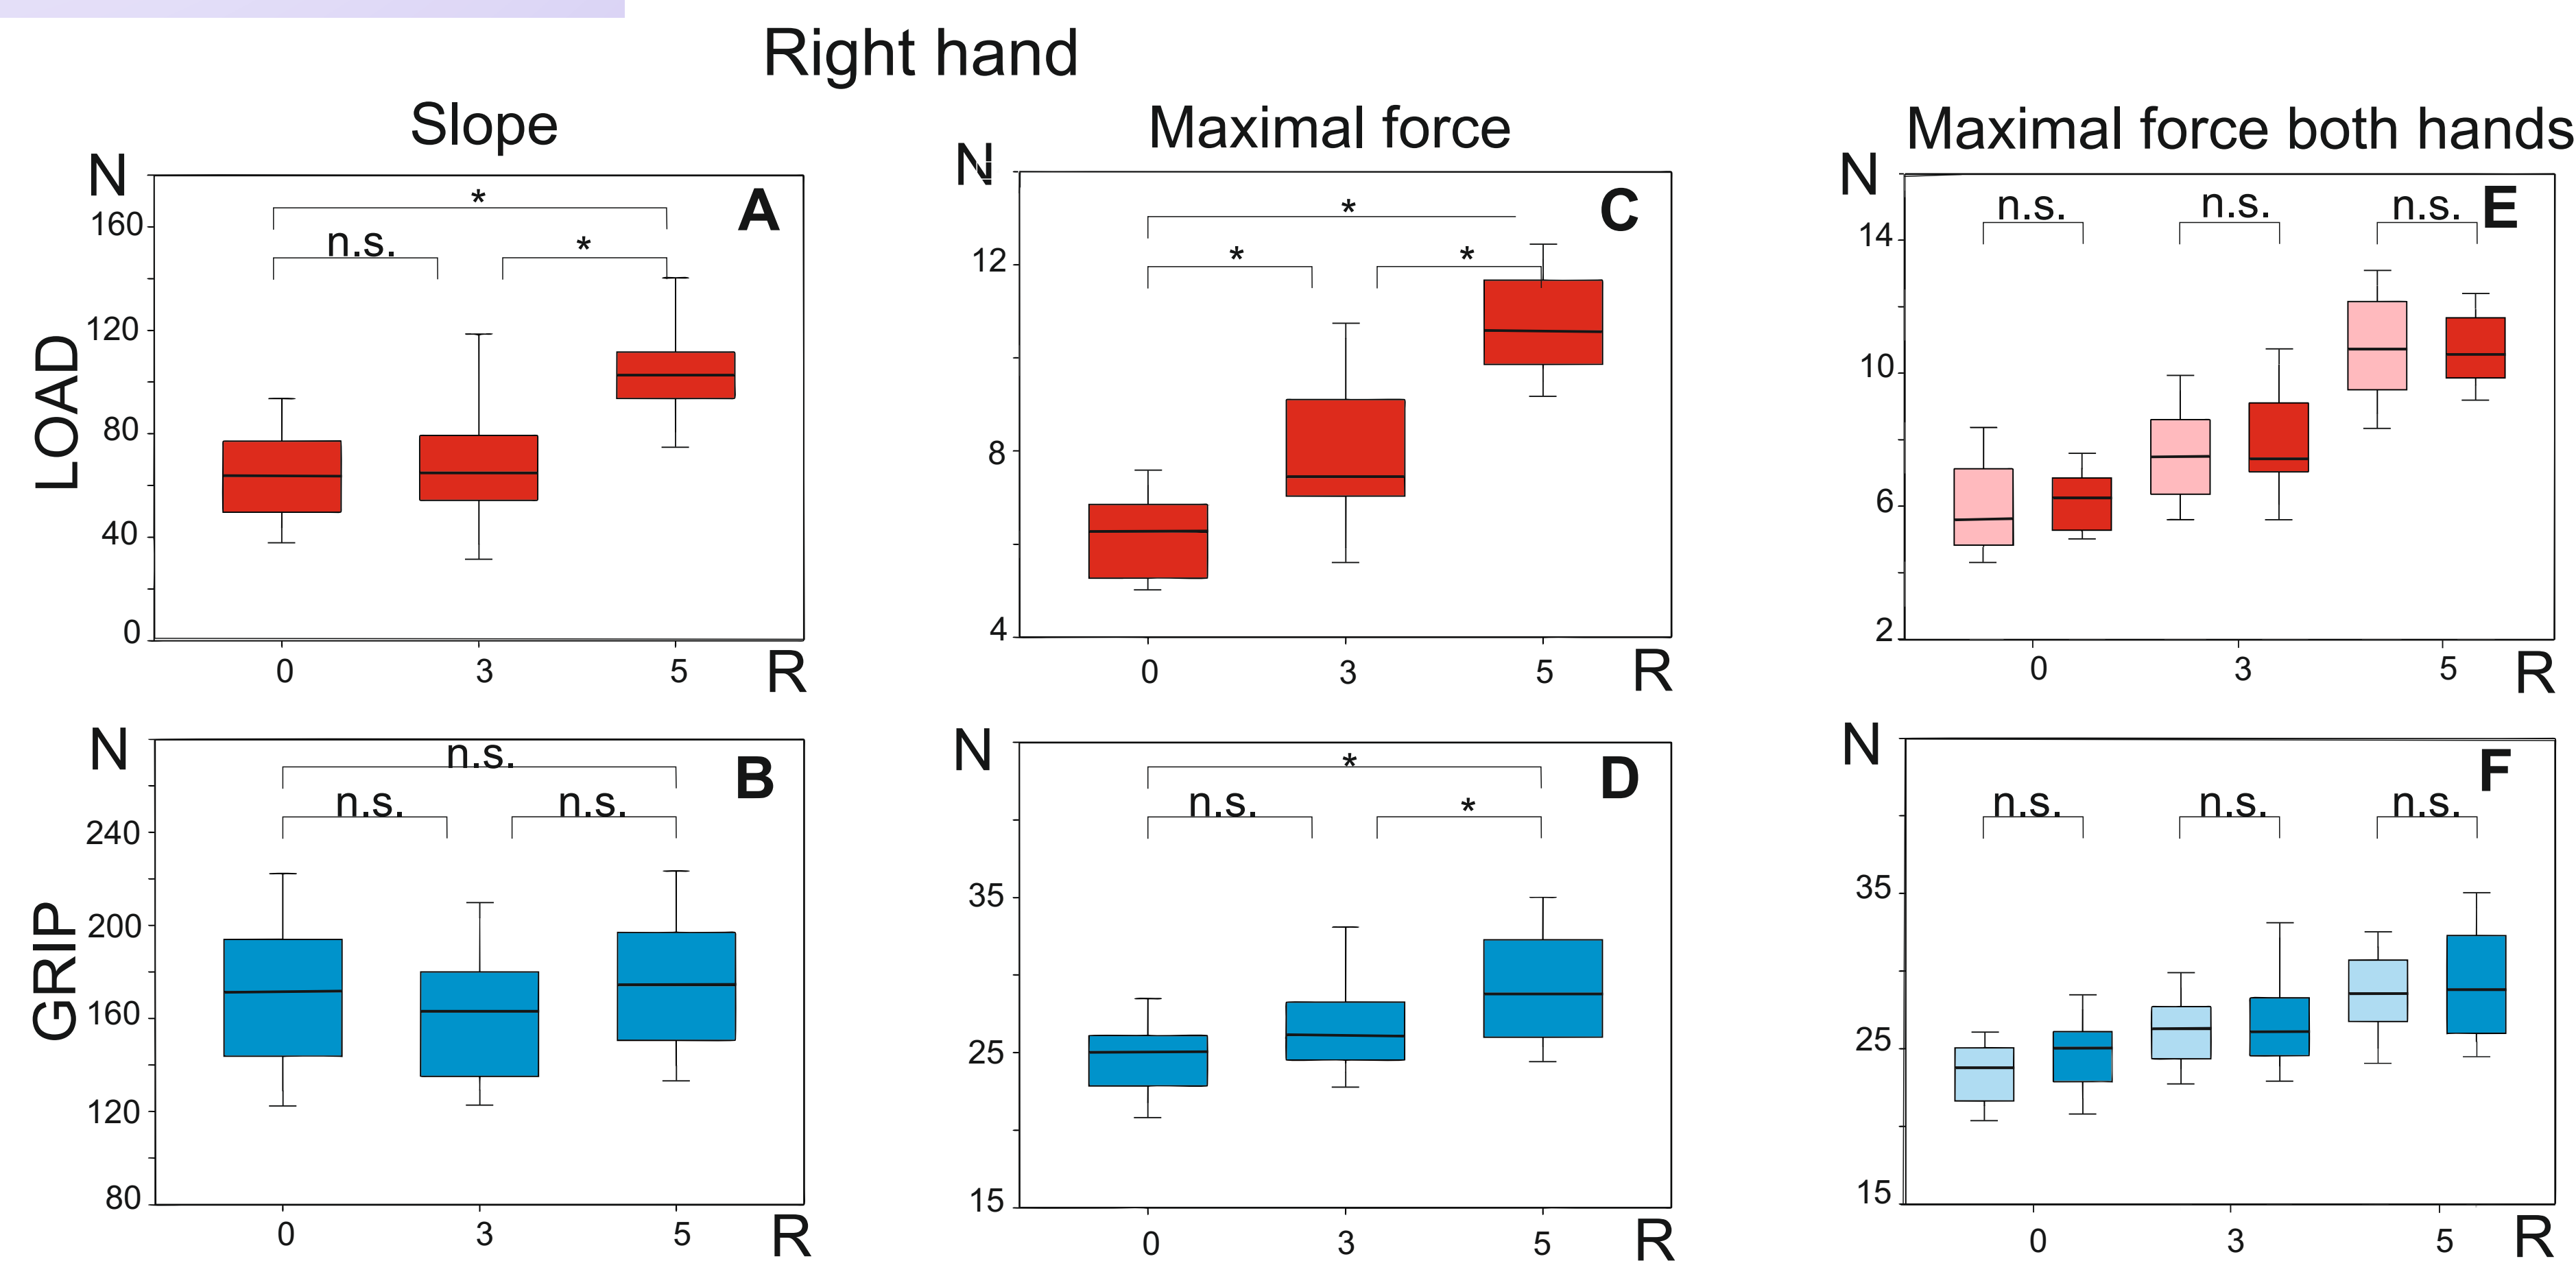 Right hand
Slope
Maximal force
Maximal force both hands
LOAD
N
160
120
80
40
0
*
n.s.
*
A
0 3 5 R
N
12
8
4
*
*
*
C
0 3 5 R
N
14
10
6
2
n.s.
n.s.
n.s.
E
0 3 5 R
GRIP
N
240
200
160
120
80
n.s.
n.s.
n.s.
B
0 3 5 R
N
35
25
15
*
n.s.
*
D
0 3 5 R
N
35
25
15
n.s.
n.s.
n.s.
F
0 3 5 R